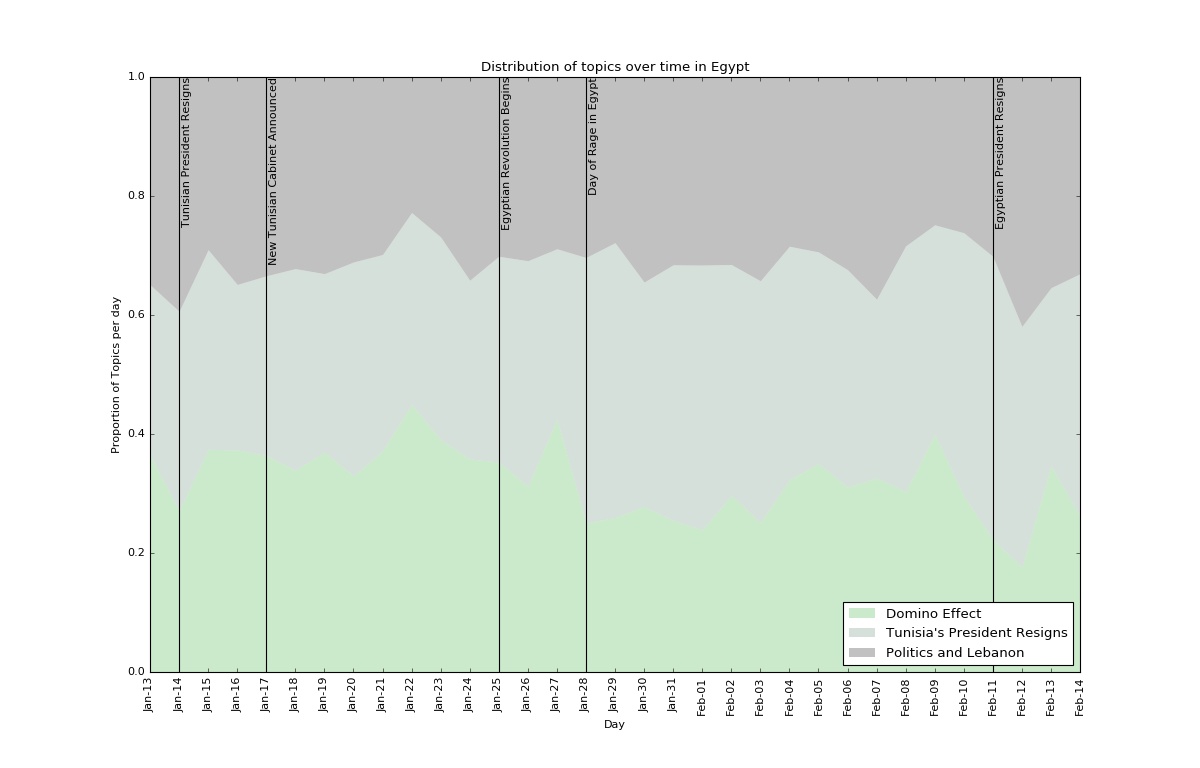 Distribution of topics over time in Egypt
1.0
0.8
0.6
0.4
0.2
0.0
Proportion of Topics per day
Tunisian President Resigns
New Tunisian Cabinet Announced
Egyptian Revolution Begins
Day of Rage in Egypt
Egyptian President Resigns
Domino Effect
Tunisia's President Resigns
Politics and Lebanon
Jan-13
Jan-14
Jan-15
Jan-16
Jan-17
Jan-18
Jan-19
Jan-20
Jan-21
Jan-22
Jan-23
Jan-24
Jan-25
Jan-26
Jan-27
Jan-28
Jan-29
Jan-30
Jan-31
Feb-01
Feb-02
Feb-03
Feb-04
Feb-05
Feb-06
Feb-07
Feb-08
Feb-09
Feb-10
Feb-11
Feb-12
Feb-13
Feb-14
Day